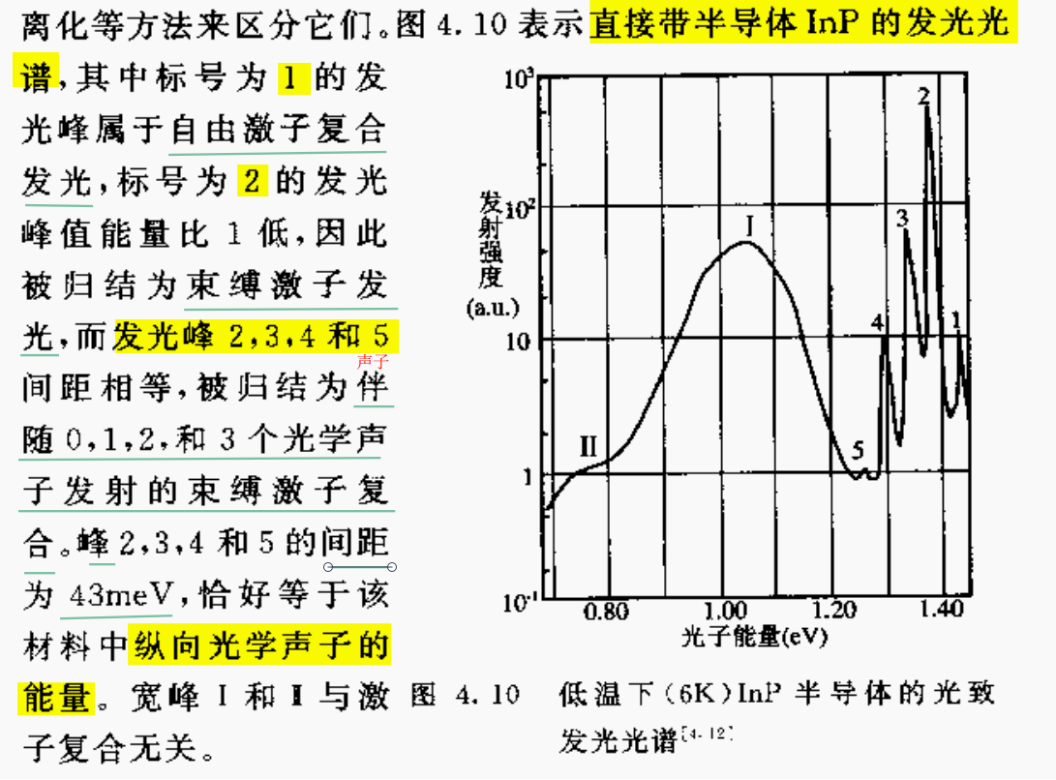 离化等方法来区分它们。图 4.10 表示直接带半导体 InP 的发光光
谱,其中标号为 1 的发
光峰属于自由激子复合
发光,标号为 2 的发光
峰值能量比 1 低,因此
被归结为束缚激子发
光,而发光峰 2,3,4 和 5
声子
间距相等,被归结为伴
随 0,1,2,和 3 个光学声
子发射的束缚激子复
合。峰 2,3,4 和 5 的间距
为 43meV,恰好等于该
材料中纵向光学声子的
能量。宽峰 I 和 II 与激
子复合无关。
10³
10²
10
1
10⁻¹
发射强度
(a.u.)
II
I
5
4
3
2
1
0.80 1.00 1.20 1.40
光子能量(eV)
图 4.10 低温下(6K)InP 半导体的光致
发光光谱[4-12]